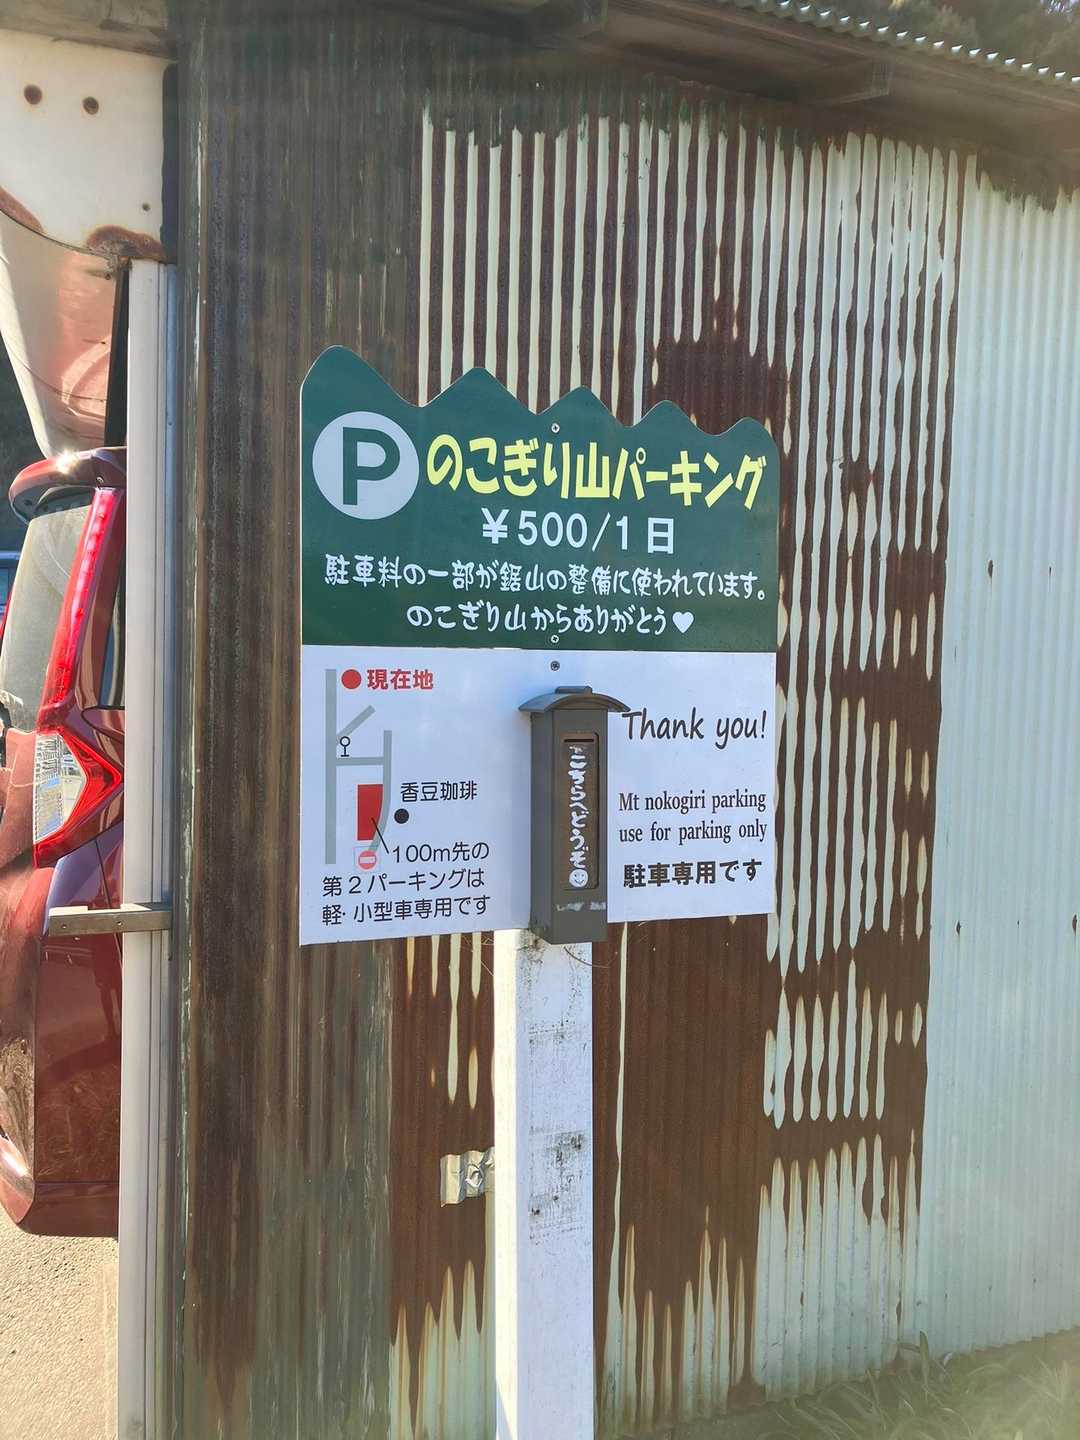 P のこぎり山パーキング
￥500/1日
駐車料の一部が鋸山の整備に使われています。
のこぎり山からありがとう♥
現在地
香豆珈琲
100m先の
第2パーキングは
軽・小型車専用です
こちらへどうぞ
Thank you!
Mt nokogiri parking
use for parking only
駐車専用です